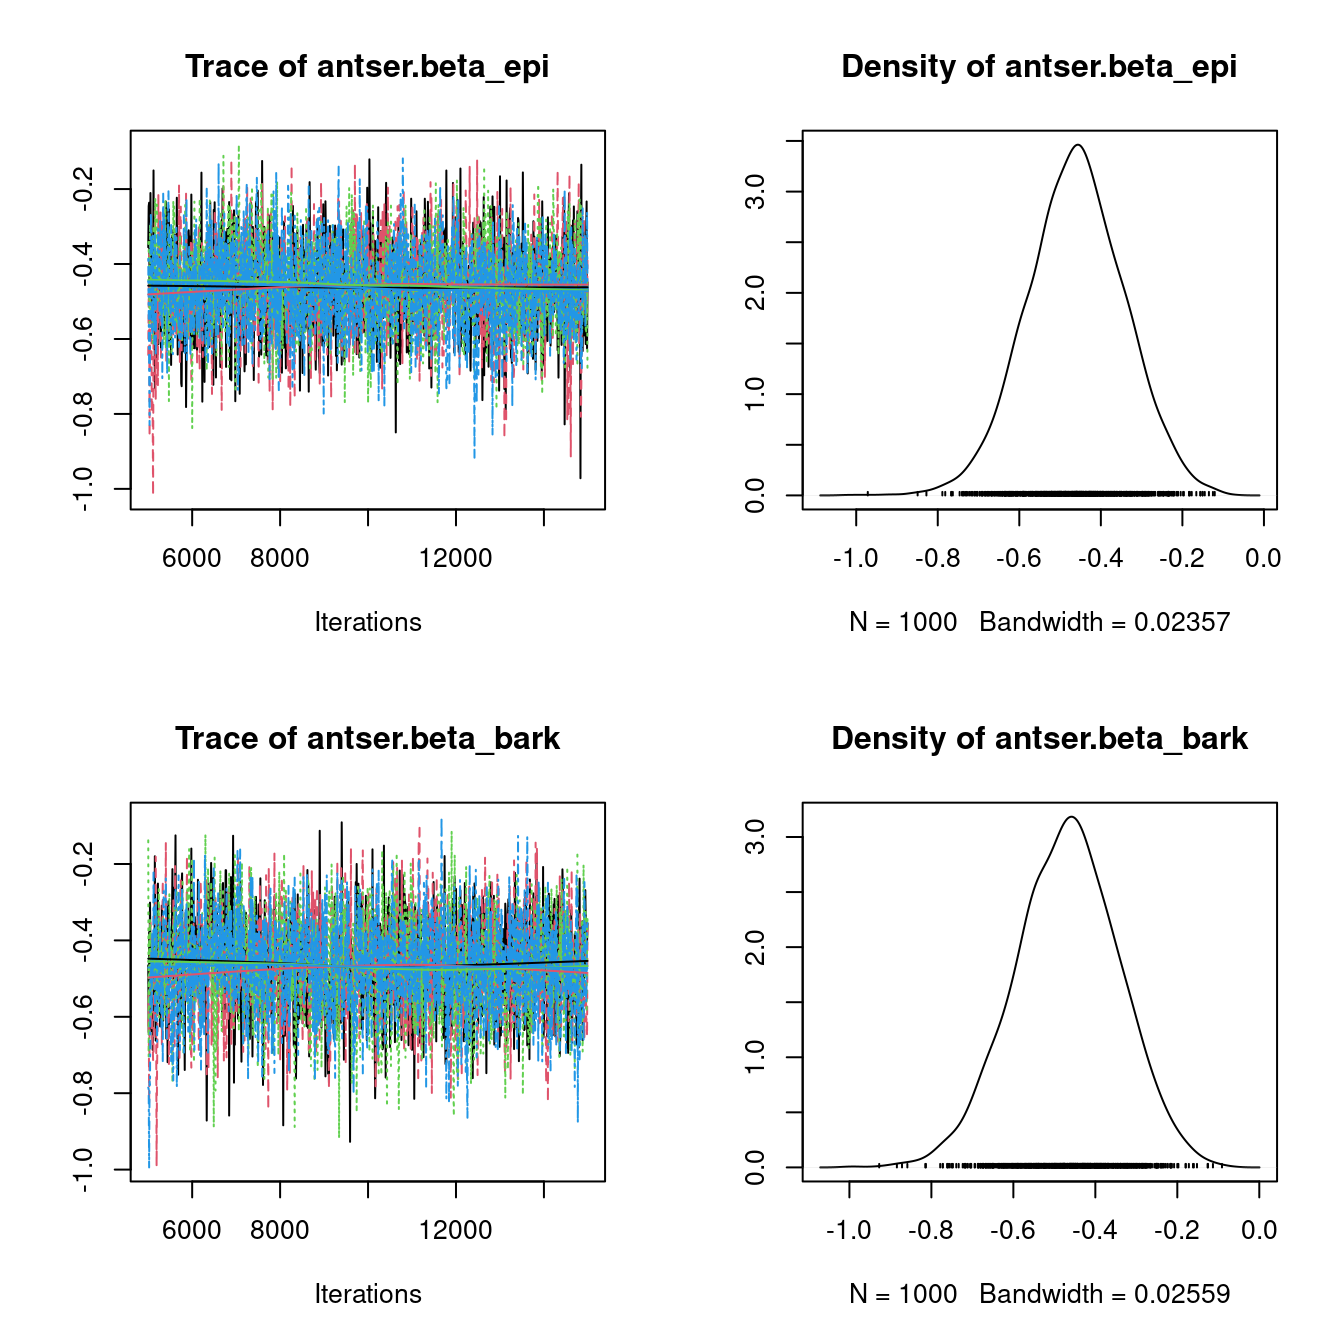 Trace of antser.beta_epi
-0.2
-0.4
-0.6
-0.8
-1.0
6000 8000 12000
Iterations
Density of antser.beta_epi
3.0
2.0
1.0
0.0
-1.0 -0.8 -0.6 -0.4 -0.2 0.0
N = 1000 Bandwidth = 0.02357
Trace of antser.beta_bark
-0.2
-0.4
-0.6
-0.8
-1.0
6000 8000 12000
Iterations
Density of antser.beta_bark
3.0
2.0
1.0
0.0
-1.0 -0.8 -0.6 -0.4 -0.2 0.0
N = 1000 Bandwidth = 0.02559